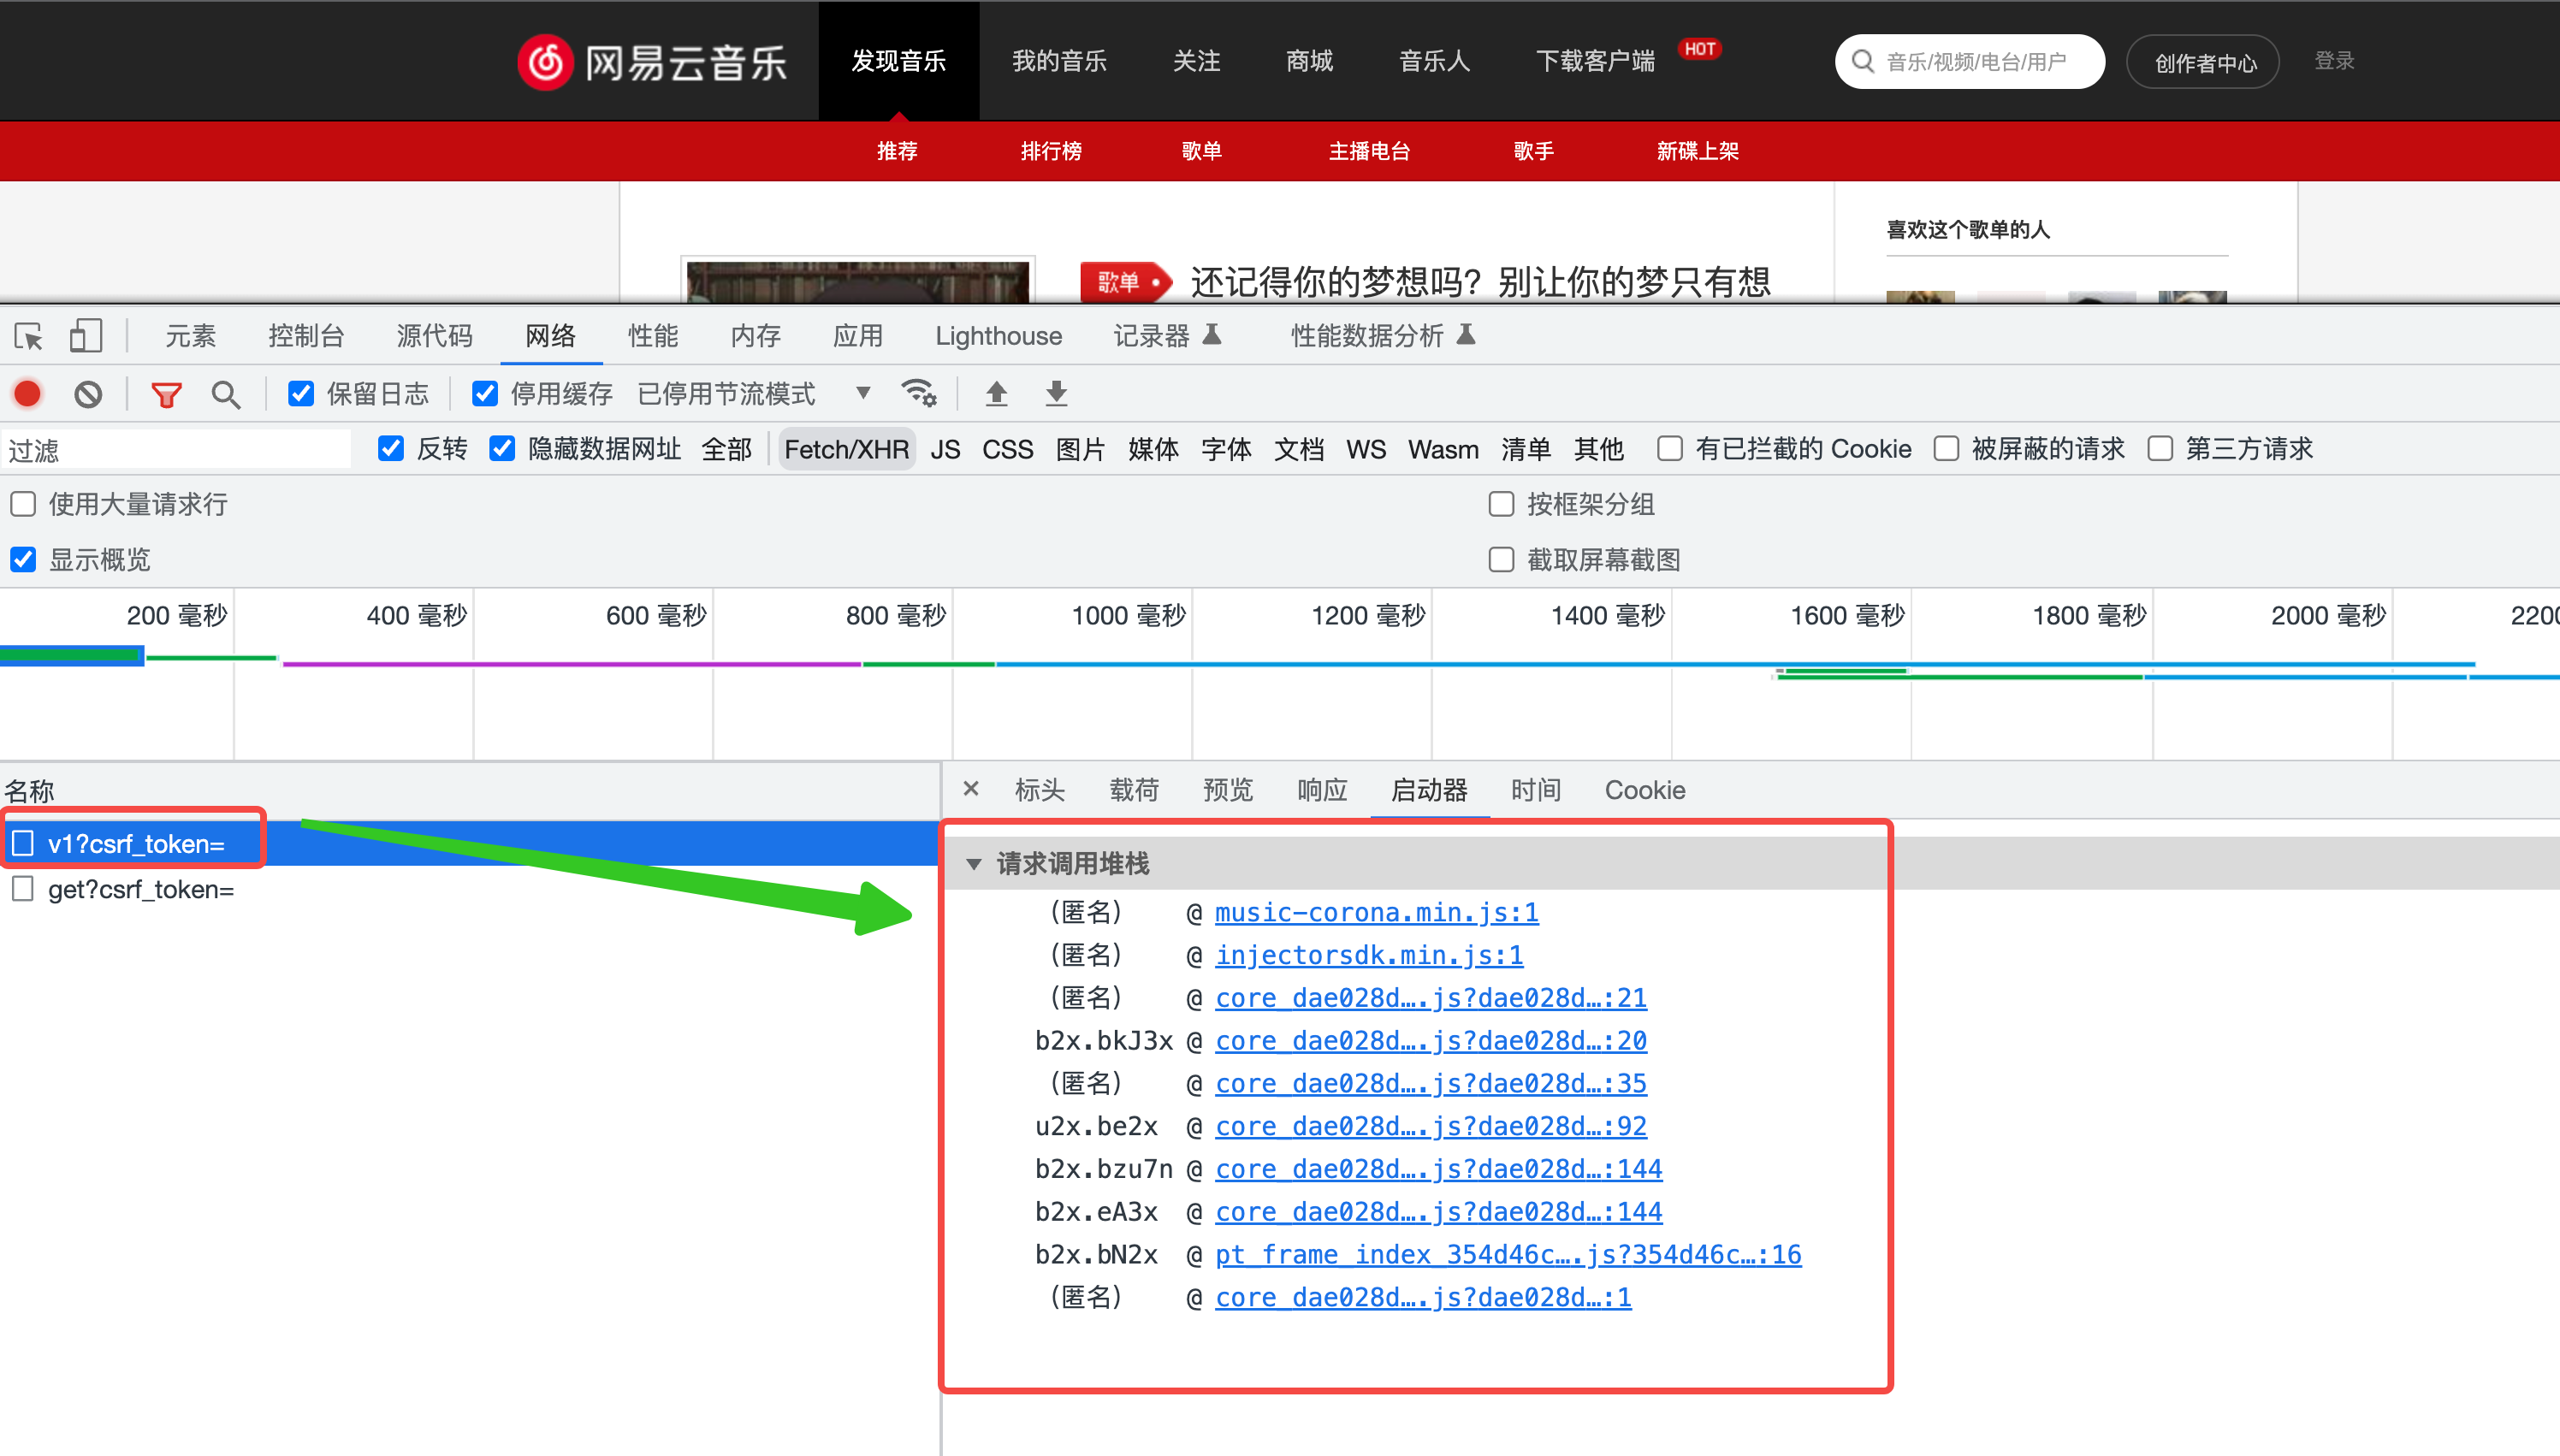 网易云音乐 发现音乐 我的音乐 关注 商城 音乐人 下载客户端 HOT 音乐/视频/电台/用户 创作者中心 登录
推荐 排行榜 歌单 主播电台 歌手 新碟上架
喜欢这个歌单的人
歌单 还记得你的梦想吗？别让你的梦只有想
元素 控制台 源代码 网络 性能 内存 应用 Lighthouse 记录器 性能数据分析
保留日志 停用缓存 已停用节流模式
过滤 反转 隐藏数据网址 全部 Fetch/XHR JS CSS 图片 媒体 字体 文档 WS Wasm 清单 其他 有已拦截的 Cookie 被屏蔽的请求 第三方请求
使用大量请求行 按框架分组
显示概览 截取屏幕截图
200 毫秒 400 毫秒 600 毫秒 800 毫秒 1000 毫秒 1200 毫秒 1400 毫秒 1600 毫秒 1800 毫秒 2000 毫秒 2200
名称 × 标头 载荷 预览 响应 启动器 时间 Cookie
v1?csrf_token=
get?csrf_token=
请求调用堆栈
（匿名） @ music-corona.min.js:1
（匿名） @ injectorsdk.min.js:1
（匿名） @ core_dae028d….js?dae028d…:21
b2x.bkJ3x @ core_dae028d….js?dae028d…:20
（匿名） @ core_dae028d….js?dae028d…:35
u2x.be2x @ core_dae028d….js?dae028d…:92
b2x.bzu7n @ core_dae028d….js?dae028d…:144
b2x.eA3x @ core_dae028d….js?dae028d…:144
b2x.bN2x @ pt_frame_index_354d46c….js?354d46c…:16
（匿名） @ core_dae028d….js?dae028d…:1